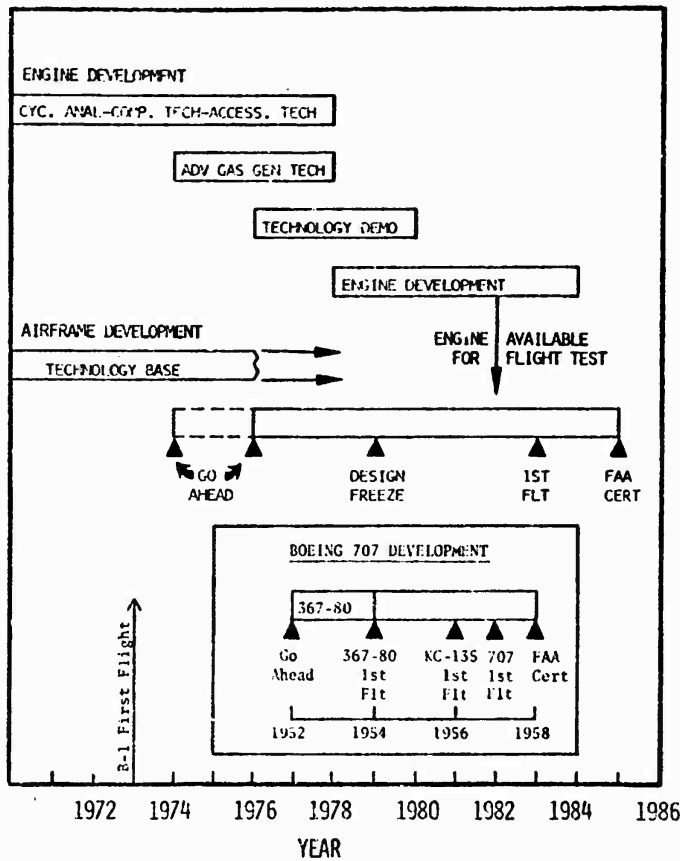 ENGINE DEVELOPMENT
CYC. ANAL-COMP. TECH-ACCESS. TECH
ADV GAS GEN TECH
TECHNOLOGY DEMO
ENGINE DEVELOPMENT
AIRFRAME DEVELOPMENT
TECHNOLOGY BASE
ENGINE AVAILABLE
FOR FLIGHT TEST
GO
AHEAD
DESIGN
FREEZE
1ST
FLT
FAA
CERT
BOEING 707 DEVELOPMENT
367-80
Go
Ahead
367-80
1st
Flt
KC-135
1st
Flt
707
1st
Flt
FAA
Cert
1952 1954 1956 1958
B-1 First Flight
1972 1974 1976 1978 1980 1982 1984 1986
YEAR